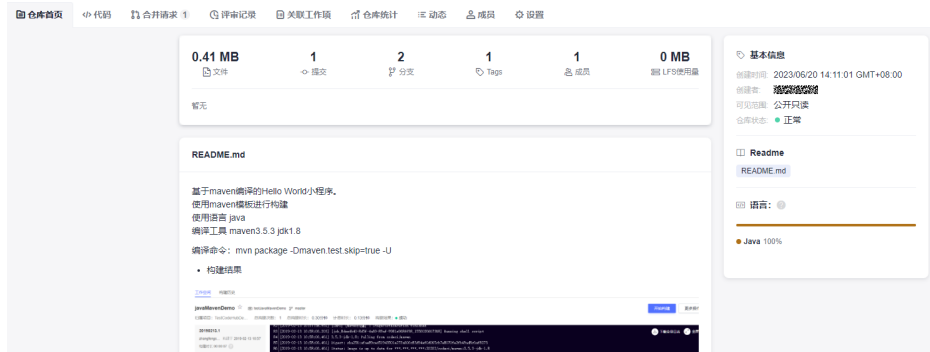 仓库首页 代码 合并请求 1 评审记录 关联工作项 仓库统计 动态 成员 设置
0.41 MB 1 2 1 1 0 MB
文件 提交 分支 Tags 成员 LFS使用量
暂无
README.md
基于maven编译的Hello World小程序。
使用maven模板进行构建
使用语言 java
编译工具 maven3.5.3 jdk1.8
编译命令：mvn package -Dmaven.test.skip=true -U
• 构建结果
javaMavenDemo
master
基本信息
创建时间: 2023/06/20 14:11:01 GMT+08:00
创建者:
可见范围: 公开只读
仓库状态: 正常
Readme
README.md
语言：
Java 100%